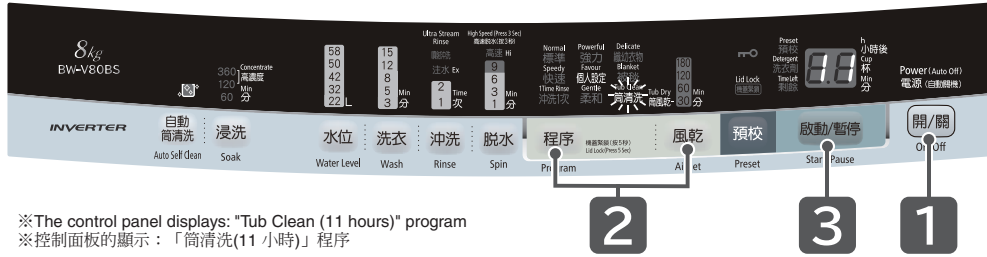 8kg
BW-V80BS
INVERTER
自動
筒清洗
Auto Self Clean
360 Concentrate 高濃度
120 Min
60 分
浸洗
Soak
58
50
42
32
22 L
水位
Water Level
15
12
8
5 Min
3 分
洗衣
Wash
Ultra Stream
Rinse
注水 Ex
2 Time
1 次
沖洗
Rinse
High Speed (Press 3 Sec)
高速脱水(按3秒)
高速 Hi
9
6
3 Min
1 分
脱水
Spin
Normal Powerful Delicate
標準 強力 纖幼衣物
Speedy Favour Blanket
快速 個人設定
1Time Rinse Gentle Tub Clean
沖洗1次 柔和 筒清洗
程序
Program
機蓋緊鎖(按5秒)
Lid Lock(Press 5 Sec)
180
120
Tub Dry 60 Min
筒風乾- 30 分
風乾
Air Jet
Lid Lock
機蓋緊鎖
Preset
預校
Detergent
洗衣劑
Time Left
剩餘
11
h
小時後
Cup
杯
Min
分
預校
Preset
啟動/暫停
Start/Pause
Power (Auto Off)
電源 (自動關機)
開/關
On/Off
2
3
1
※The control panel displays: "Tub Clean (11 hours)" program
※控制面板的顯示：「筒清洗(11 小時)」程序